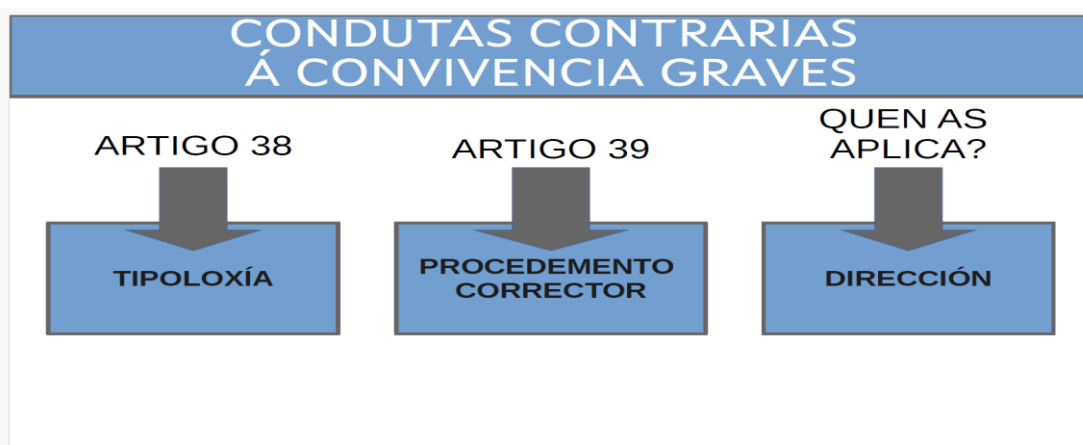 CONDUTAS CONTRARIAS
Á CONVIVENCIA GRAVES
ARTIGO 38
TIPOLOXÍA
ARTIGO 39
PROCEDEMENTO
CORRECTOR
QUEN AS
APLICA?
DIRECCIÓN